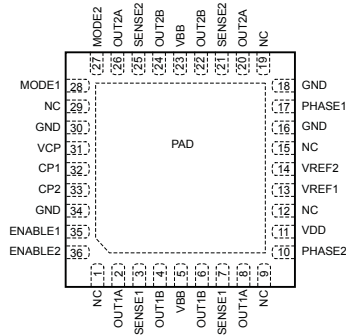 MODE2
OUT2A
SENSE2
OUT2B
VBB
OUT2B
SENSE2
OUT2A
NC
27
26
25
24
23
22
21
20
19
MODE1 28
NC 29
GND 30
VCP 31
CP1 32
CP2 33
GND 34
ENABLE1 35
ENABLE2 36
PAD
18 GND
17 PHASE1
16 GND
15 NC
14 VREF2
13 VREF1
12 NC
11 VDD
10 PHASE2
1
2
3
4
5
6
7
8
9
NC
OUT1A
SENSE1
OUT1B
VBB
OUT1B
SENSE1
OUT1A
NC